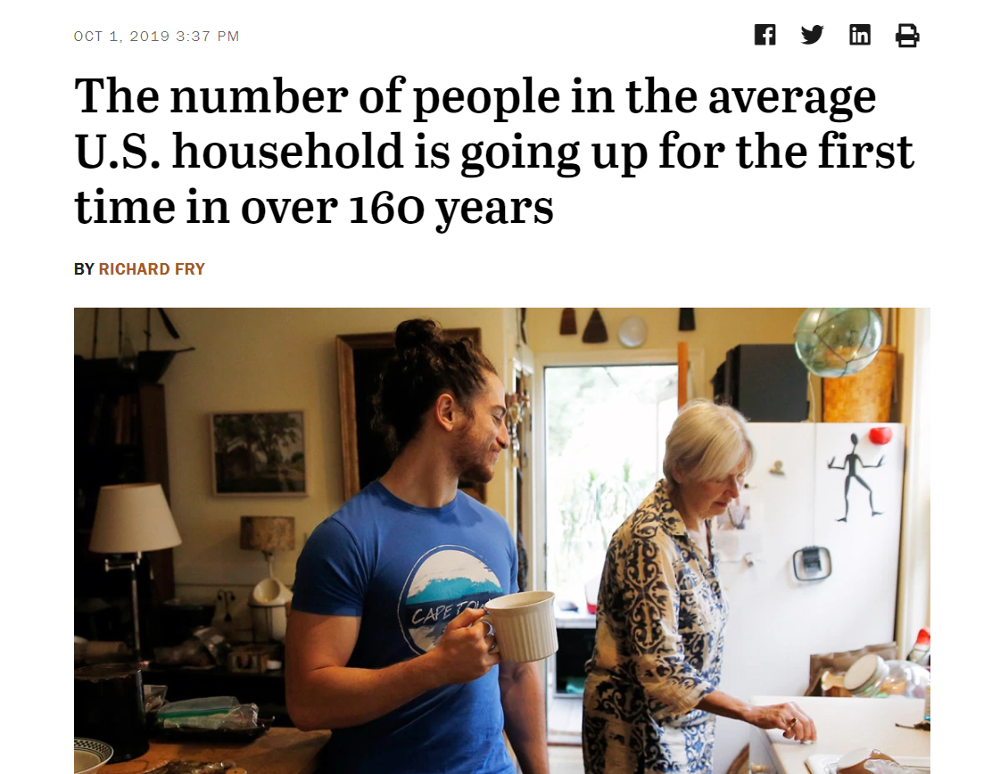 OCT 1, 2019 3:37 PM
The number of people in the average
U.S. household is going up for the first
time in over 160 years
BY RICHARD FRY
CAPE